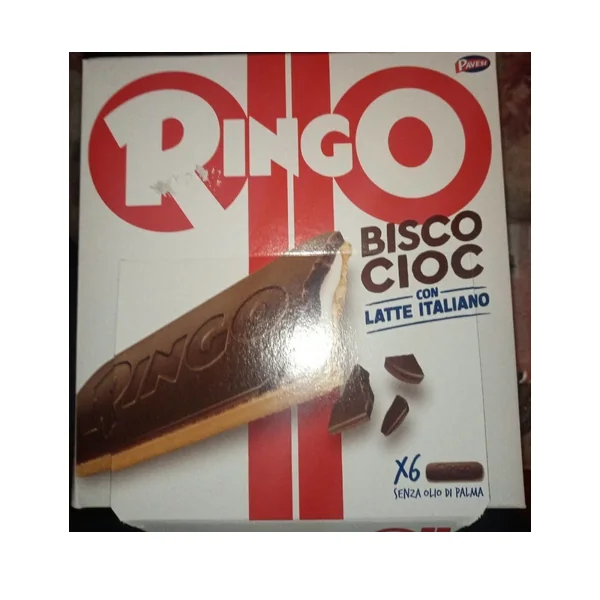 PAVESI
RINGO
BISCO
CIOC
CON
LATTE ITALIANO
RINGO
X6
SENZA OLIO DI PALMA